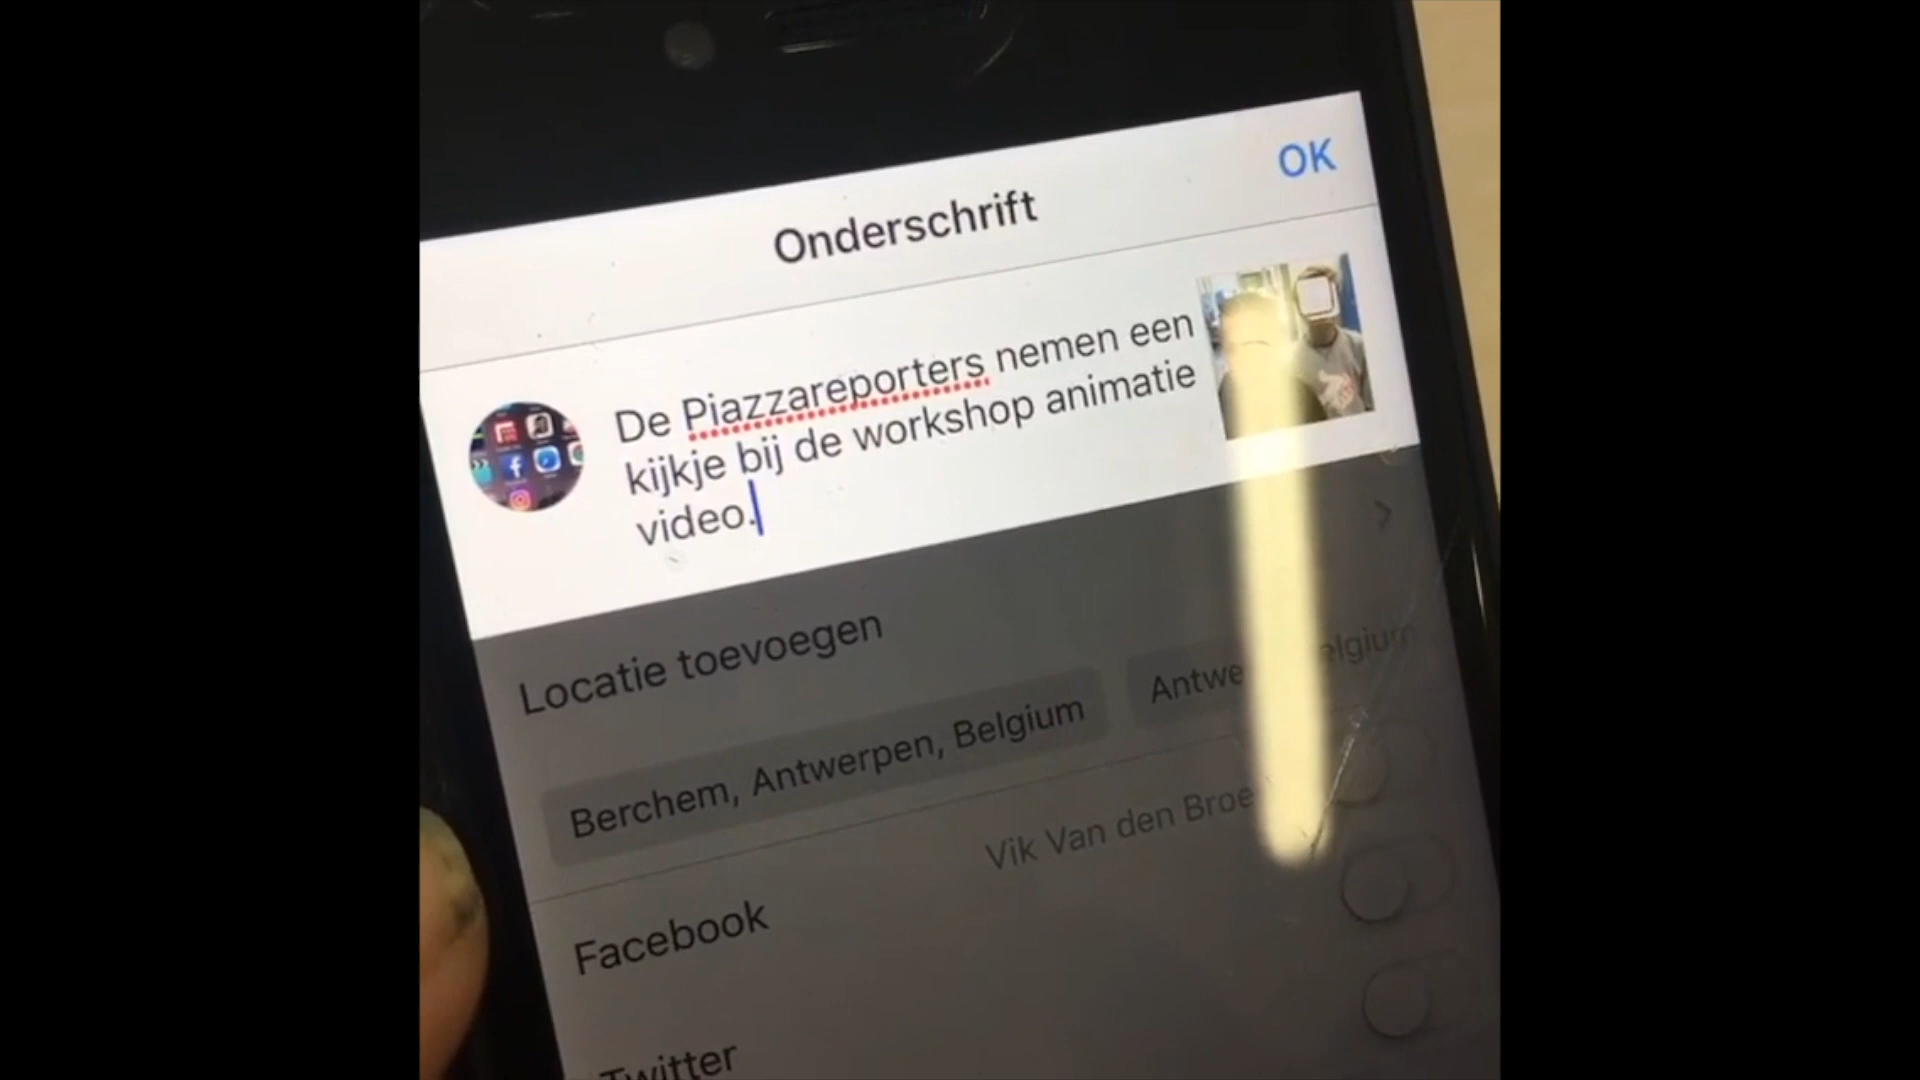 OK
Onderschrift
De Piazzareporters nemen een
kijkje bij de workshop animatie
video.
Locatie toevoegen
Berchem, Antwerpen, Belgium
Vik Van den
Facebook
Twitter